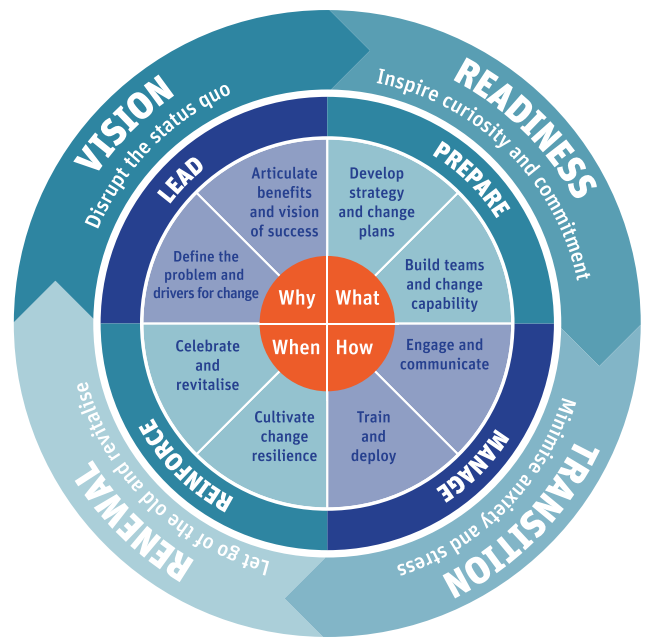 VISION
Disrupt the status quo
READINESS
Inspire curiosity and commitment
LEAD
PREPARE
Articulate
benefits
and vision
of success
Develop
strategy
and change
plans
Define the
problem and
drivers for change
Build teams
and change
capability
Why
What
When
How
Celebrate
and
revitalise
Engage and
communicate
Cultivate
change
resilience
Train
and
deploy
REINFORCE
MANAGE
RENEWAL
Let go of the old and revitalise
TRANSITION
Minimise anxiety and stress